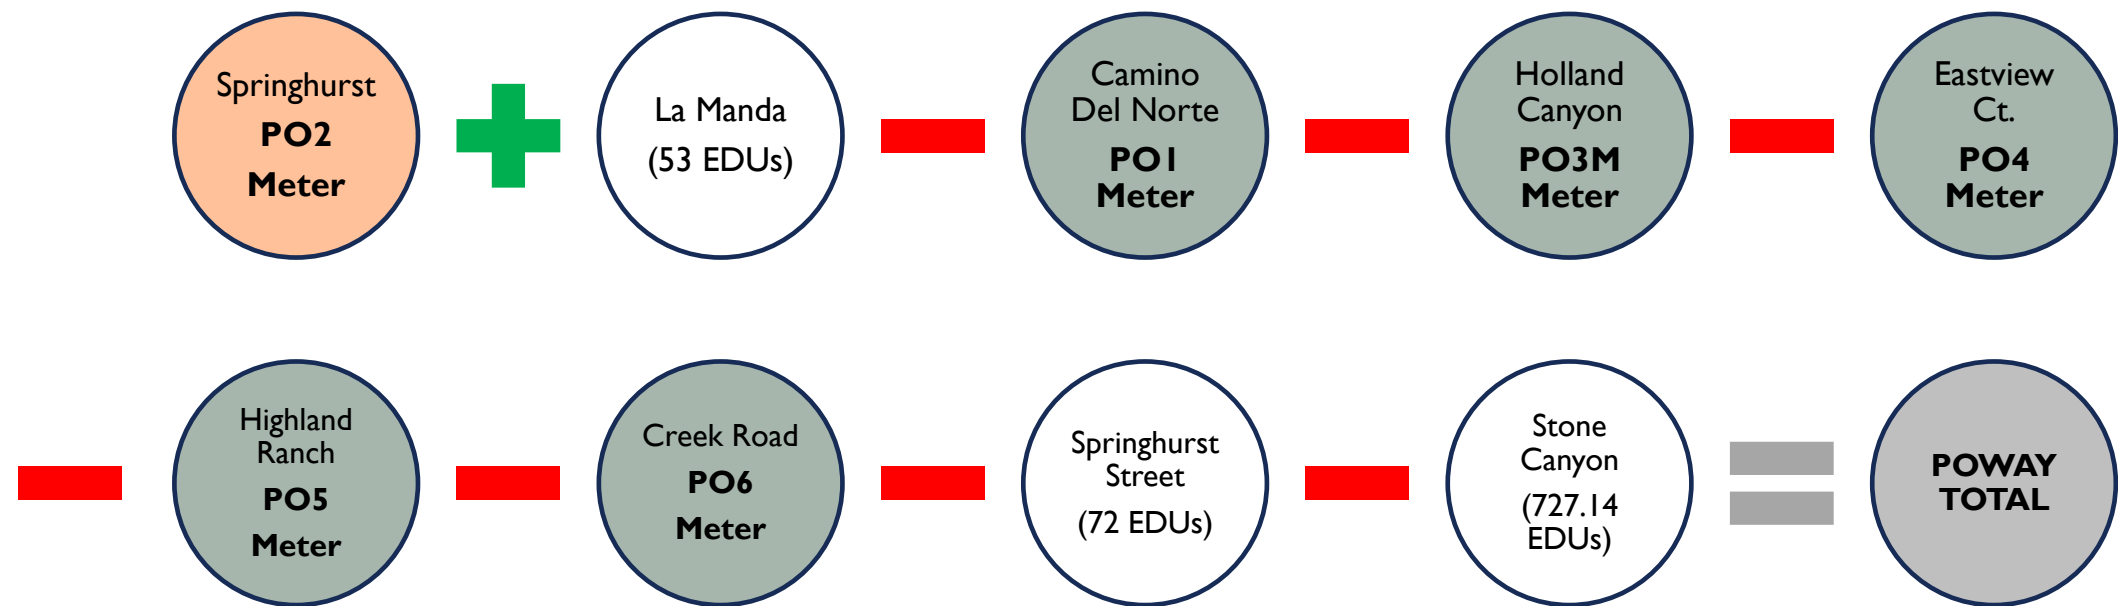 Springhurst
PO2
Meter
La Manda
(53 EDUs)
Camino
Del Norte
PO1
Meter
Holland
Canyon
PO3M
Meter
Eastview
Ct.
PO4
Meter
Highland
Ranch
PO5
Meter
Creek Road
PO6
Meter
Springhurst
Street
(72 EDUs)
Stone
Canyon
(727.14
EDUs)
POWAY
TOTAL